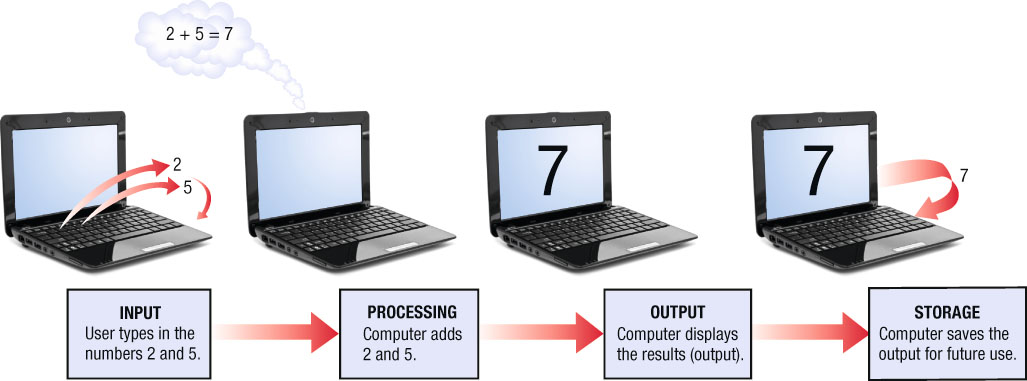 2 + 5 = 7
2
5
7
7
7
INPUT
User types in the
numbers 2 and 5.
PROCESSING
Computer adds
2 and 5.
OUTPUT
Computer displays
the results (output).
STORAGE
Computer saves the
output for future use.